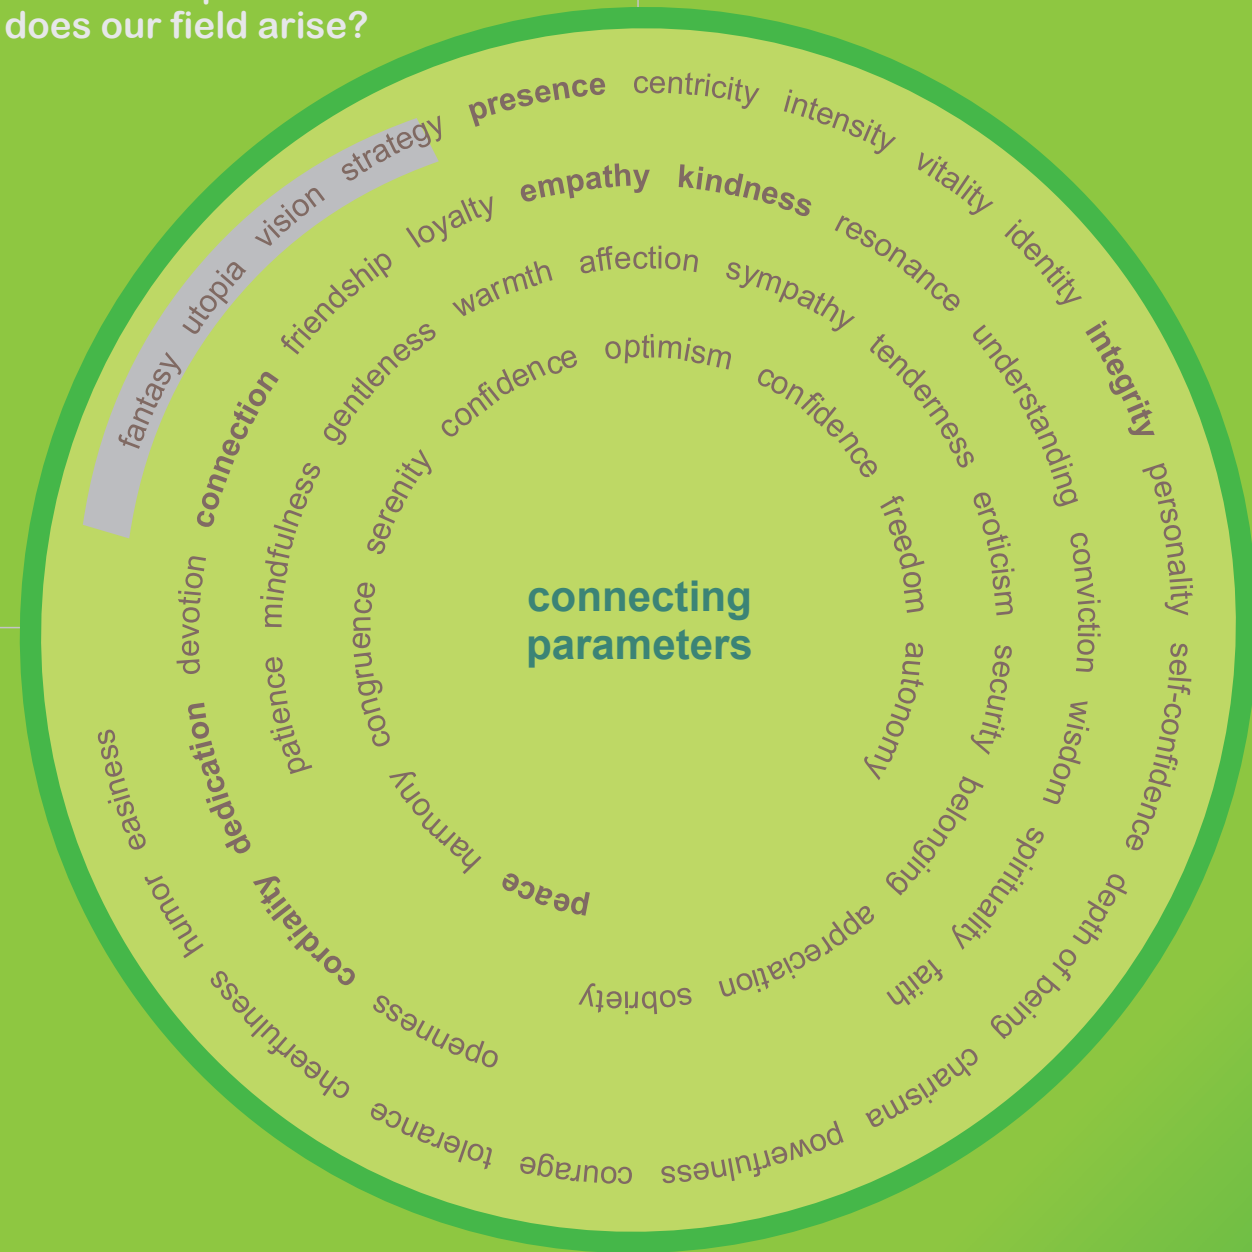 does our field arise?
fantasy utopia vision strategy presence centricity intensity vitality identity integrity personality self-confidence depth of being charisma powerfulness courage tolerance cheerfulness humor easiness
openness cordiality dedication devotion connection friendship loyalty empathy kindness resonance understanding conviction wisdom spirituality faith
patience mindfulness gentleness warmth affection sympathy tenderness eroticism security belonging appreciation sobriety
peace harmony congruence serenity confidence optimism confidence freedom autonomy
connecting
parameters